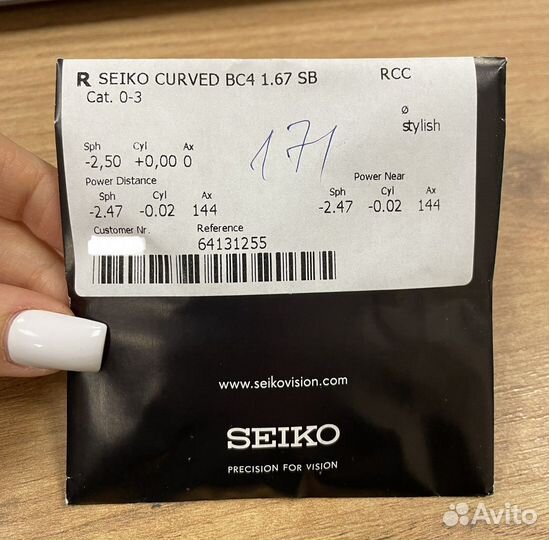 R SEIKO CURVED BC4 1.67 SB RCC
Cat. 0-3
ø
stylish
171
Sph Cyl Ax
-2,50 +0,00 0
Power Distance Power Near
Sph Cyl Ax Sph Cyl Ax
-2.47 -0.02 144 -2.47 -0.02 144
Customer Nr. Reference
64131255
www.seikovision.com
SEIKO
PRECISION FOR VISION
Avito